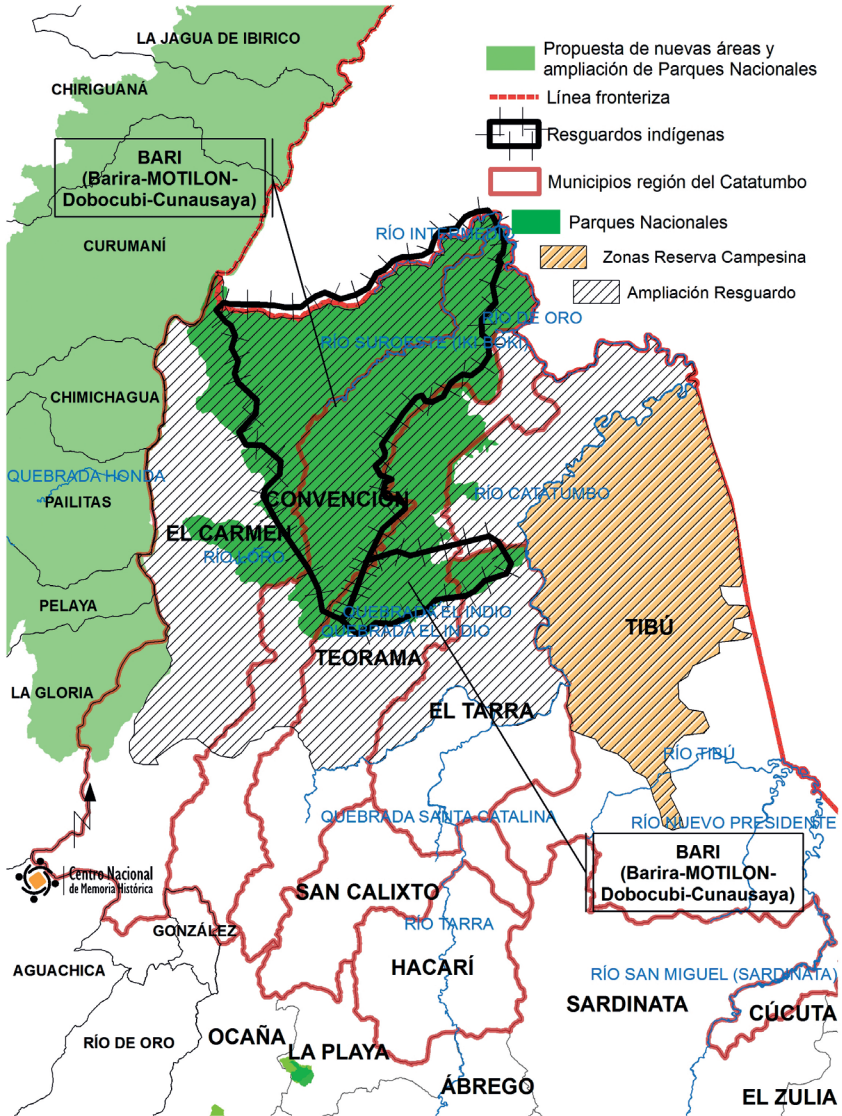 LA JAGUA DE IBIRICO
CHIRIGUANÁ
BARI
(Barira-MOTILON-
Dobocubi-Cunausaya)
CURUMANÍ
CHIMICHAGUA
QUEBRADA HONDA
PAILITAS
PELAYA
LA GLORIA
Propuesta de nuevas áreas y
ampliación de Parques Nacionales
Línea fronteriza
Resguardos indígenas
Municipios región del Catatumbo
Parques Nacionales
Zonas Reserva Campesina
Ampliación Resguardo
RÍO INTERMEDIO
RÍO DE ORO
RÍO SUROESTE (IKI BOKI)
RÍO CATATUMBO
CONVENCIÓN
EL CARMEN
RÍO LORO
QUEBRADA EL INDIO
QUEBRADA EL INDIO
TEORAMA
TIBÚ
EL TARRA
RÍO TIBÚ
QUEBRADA SANTA CATALINA
RÍO NUEVO PRESIDENTE
BARI
(Barira-MOTILON-
Dobocubi-Cunausaya)
N
Centro Nacional
de Memoria Histórica
SAN CALIXTO
GONZÁLEZ
RÍO TARRA
HACARÍ
AGUACHICA
RÍO SAN MIGUEL (SARDINATA)
SARDINATA
CÚCUTA
RÍO DE ORO
OCAÑA
LA PLAYA
ÁBREGO
EL ZULIA